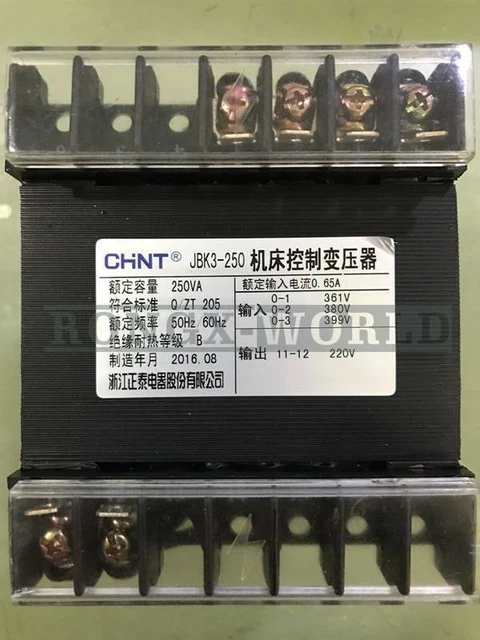 CHNT® JBK3-250 机床控制变压器
额定容量 250VA
符合标准 Q/ZT 205
额定频率 50Hz/60Hz
绝缘耐热等级 B
制造年月 2016.08
浙江正泰电器股份有限公司
额定输入电流0.65A
输入
0-1 361V
0-2 380V
0-3 399V
输出 11-12 220V
RONGX-WORLD